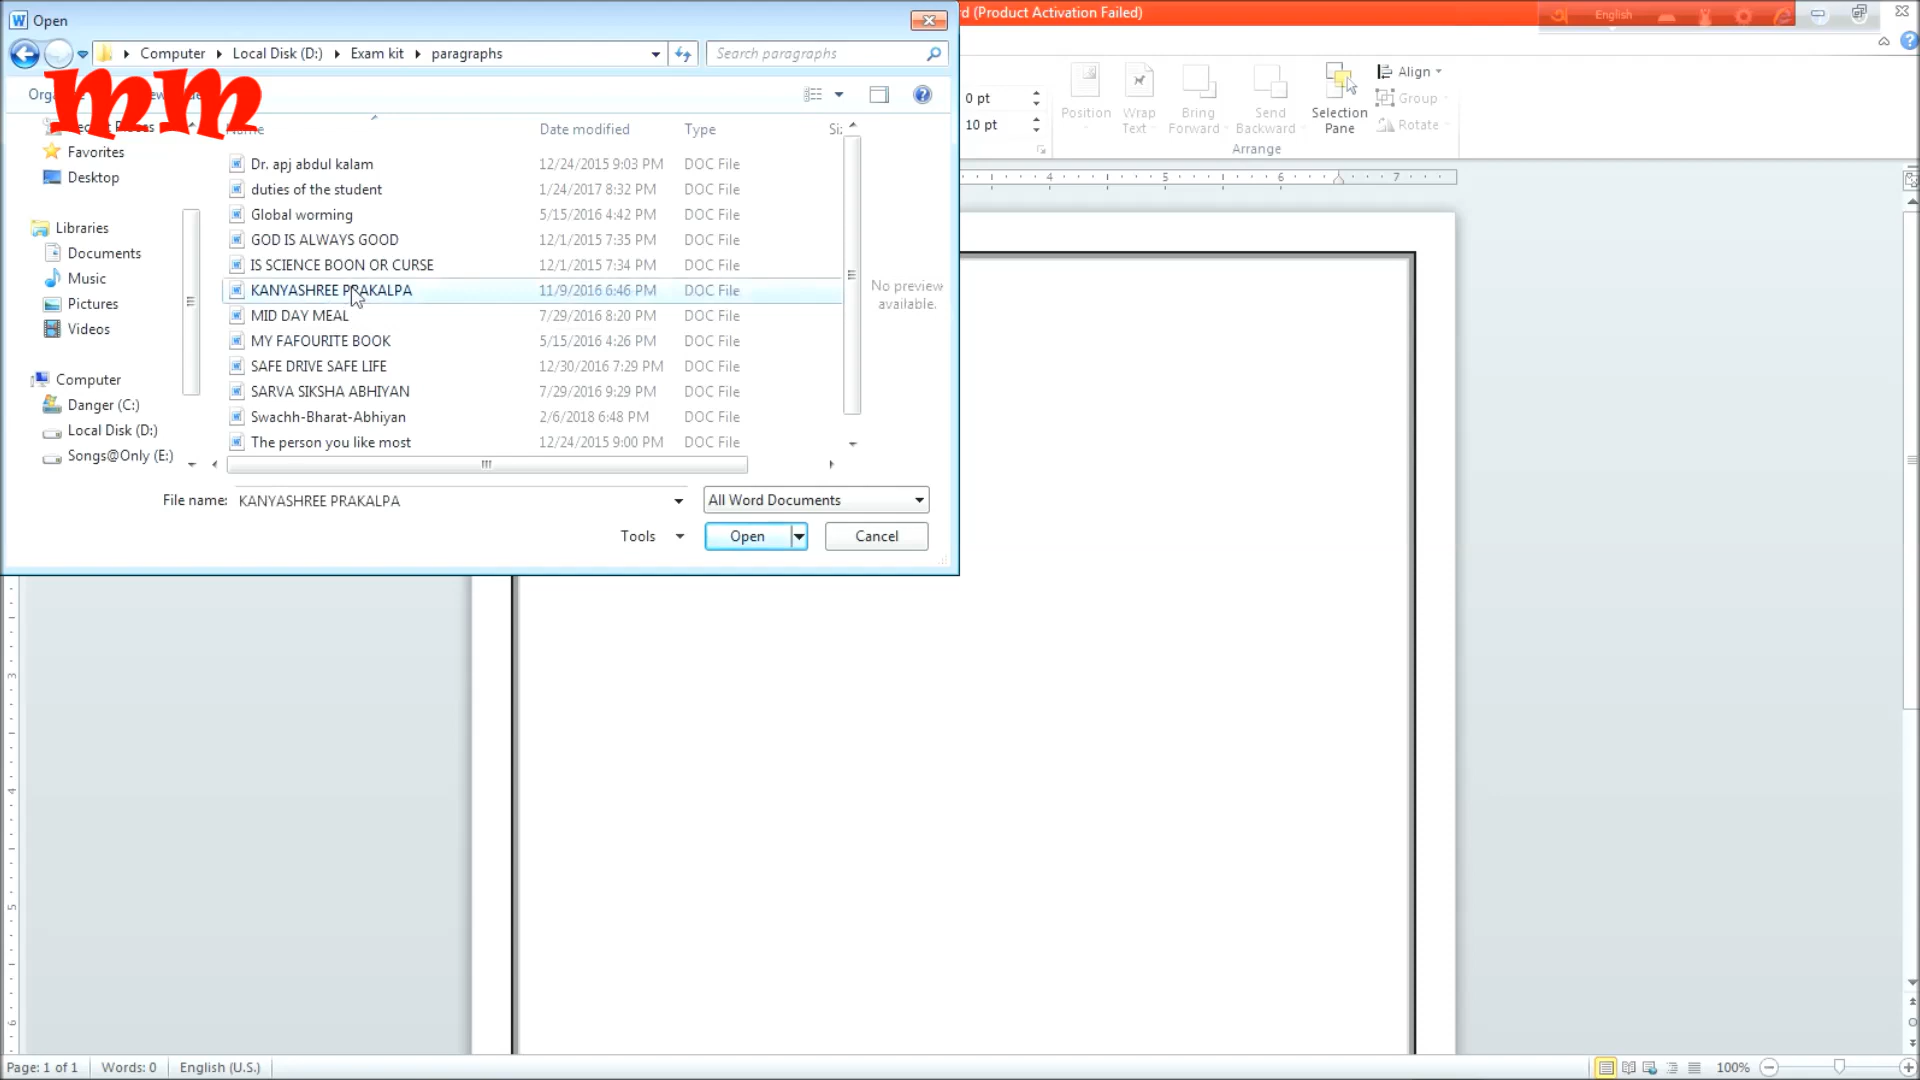 Open
d (Product Activation Failed)
English
Computer
Local Disk (D:)
Exam kit
paragraphs
Search paragraphs
mm
Date modified
Type
Favorites
Desktop
Libraries
Documents
Music
Pictures
Videos
Computer
Danger (C:)
Local Disk (D:)
Songs@Only (E:)
Dr. apj abdul kalam 12/24/2015 9:03 PM DOC File
duties of the student 1/24/2017 8:32 PM DOC File
Global worming 5/15/2016 4:42 PM DOC File
GOD IS ALWAYS GOOD 12/1/2015 7:35 PM DOC File
IS SCIENCE BOON OR CURSE 12/1/2015 7:34 PM DOC File
KANYASHREE PRAKALPA 11/9/2016 6:46 PM DOC File
MID DAY MEAL 7/29/2016 8:20 PM DOC File
MY FAFOURITE BOOK 5/15/2016 4:26 PM DOC File
SAFE DRIVE SAFE LIFE 12/30/2016 7:29 PM DOC File
SARVA SIKSHA ABHIYAN 7/29/2016 9:29 PM DOC File
Swachh-Bharat-Abhiyan 2/6/2018 6:48 PM DOC File
The person you like most 12/24/2015 9:00 PM DOC File
No preview
available.
File name: KANYASHREE PRAKALPA
All Word Documents
Tools
Open
Cancel
0 pt
10 pt
Position
Wrap
Text
Bring
Forward
Send
Backward
Selection
Pane
Align
Group
Rotate
Arrange
4 5 6 7
3
4
5
6
Page: 1 of 1
Words: 0
English (U.S.)
100%